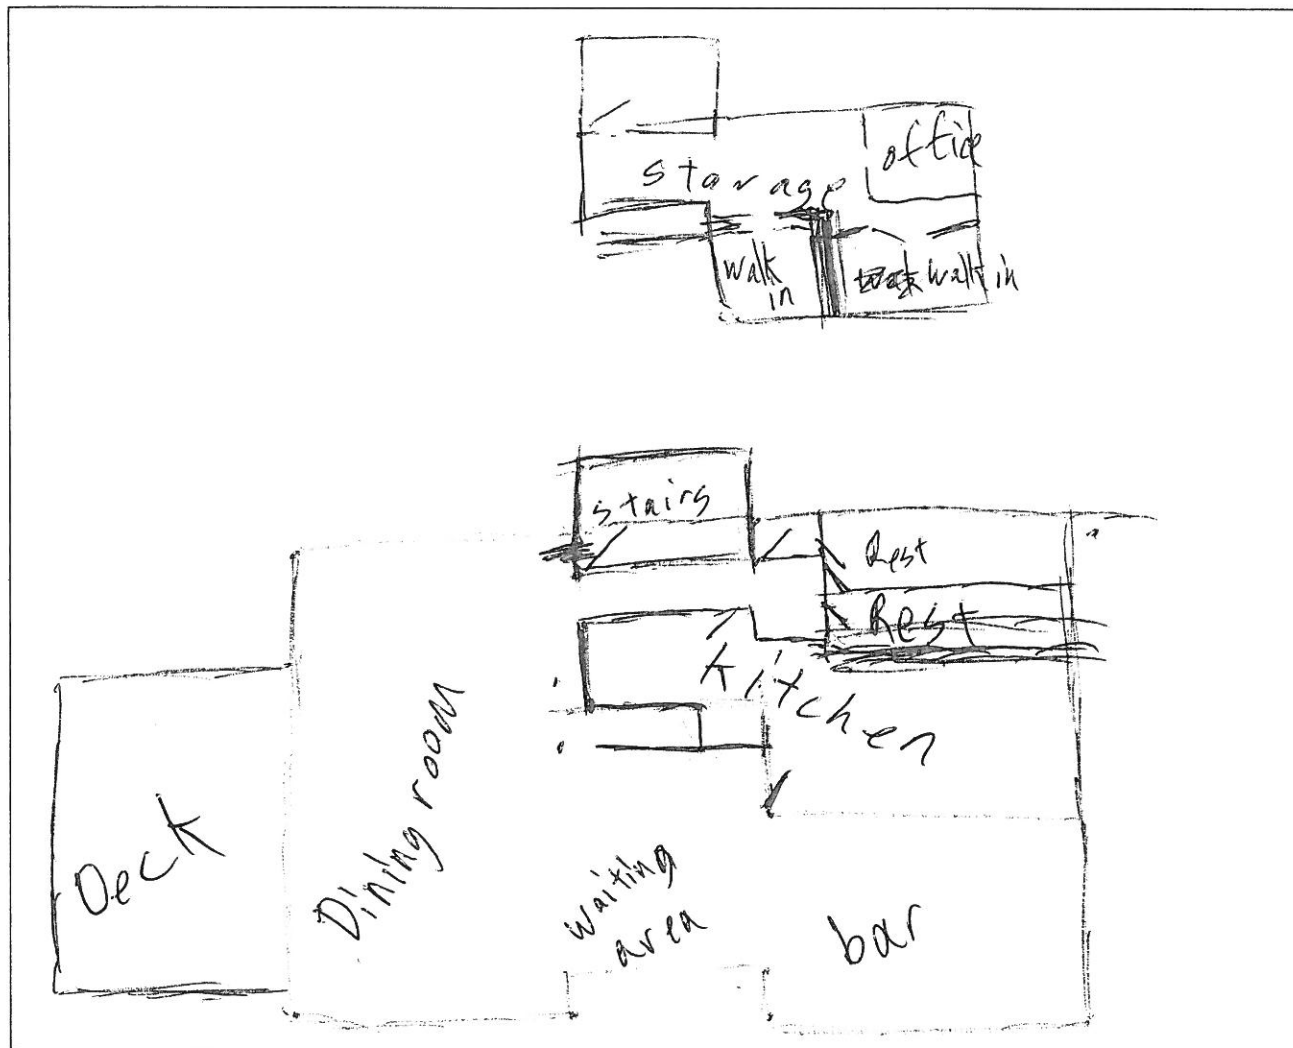 office
storage
walk
in
walk in
stairs
Rest
Rest
kitchen
Dining room
Deck
waiting
area
bar